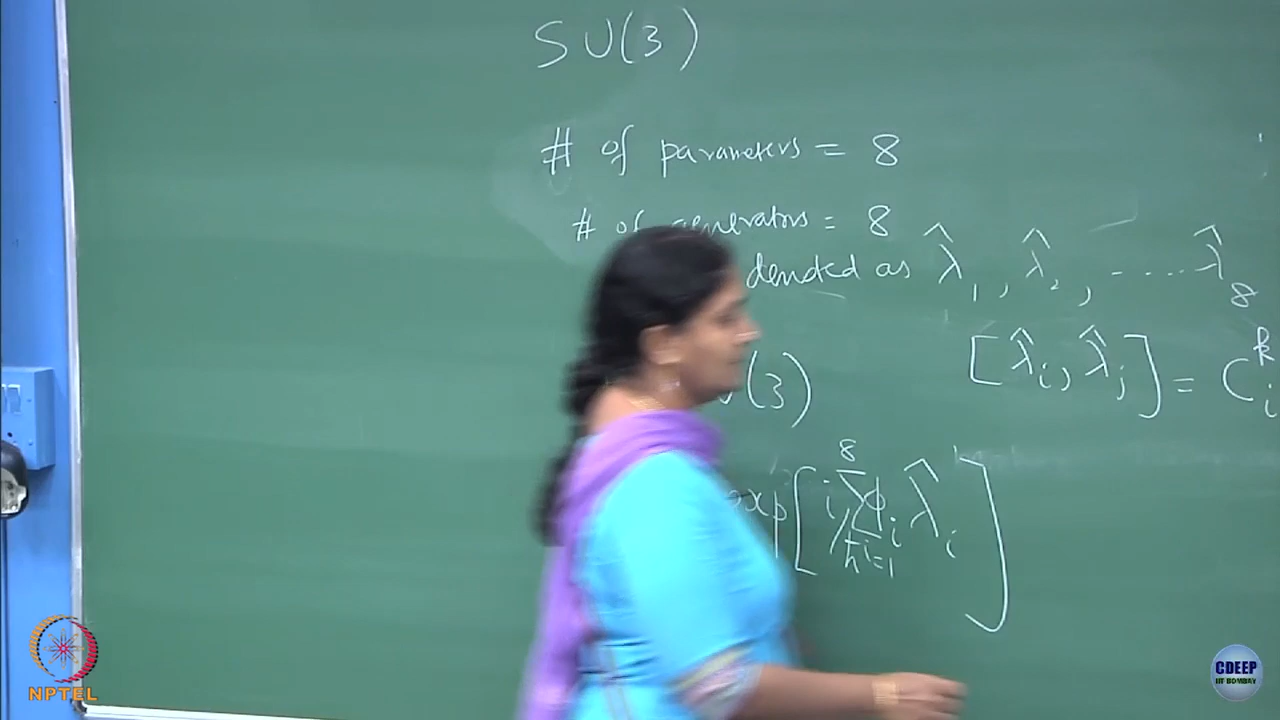 SU(3)
# of parameters = 8
# of generators = 8
denoted as λ̂₁, λ̂₂, ..... λ̂₈
(3)
[λ̂ᵢ, λ̂ⱼ] = Cᵢᵏ
exp[i/ħ ∑ᵢ₌₁⁸ ϕᵢ λ̂ᵢ]
NPTEL
CDEEP
IIT BOMBAY